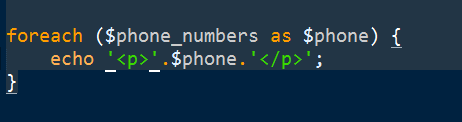 foreach ($phone_numbers as $phone) {
    echo '<p>'.$phone.'</p>';
}